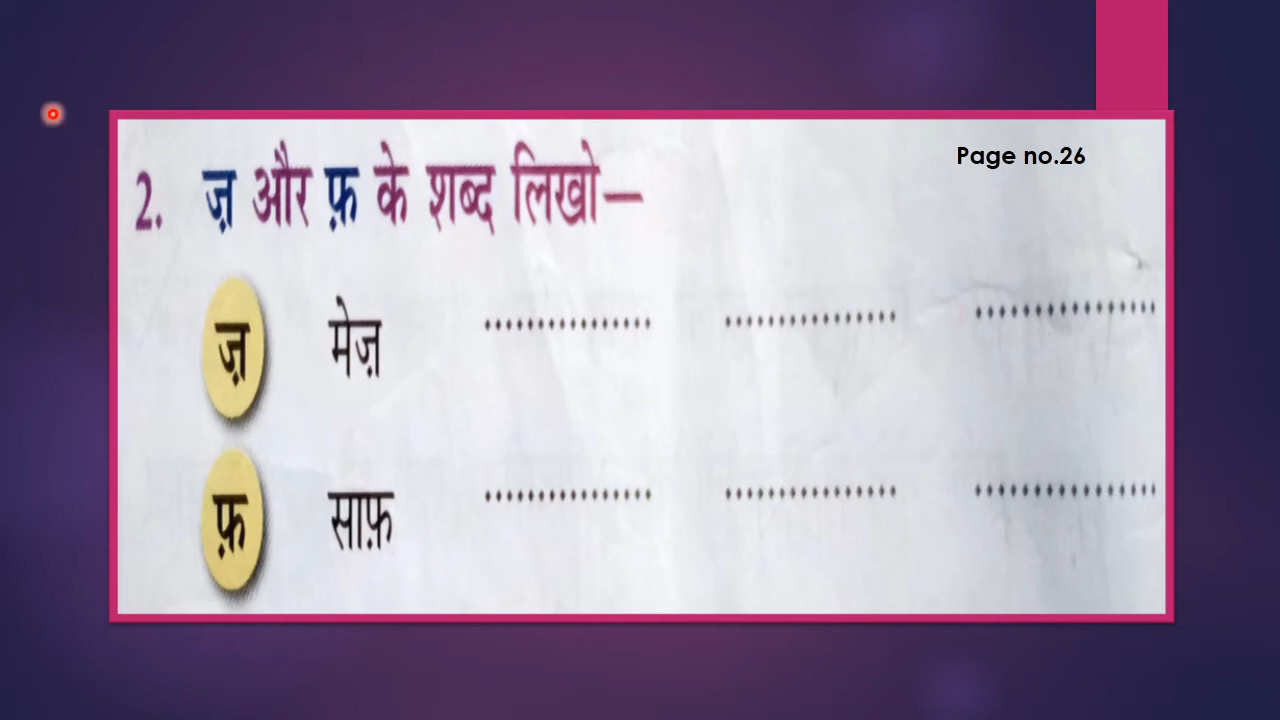 Page no.26
2. ज़ और फ़ के शब्द लिखो—
ज़ मेज़ ................ ................ ................
फ़ साफ़ ................ ................ ................